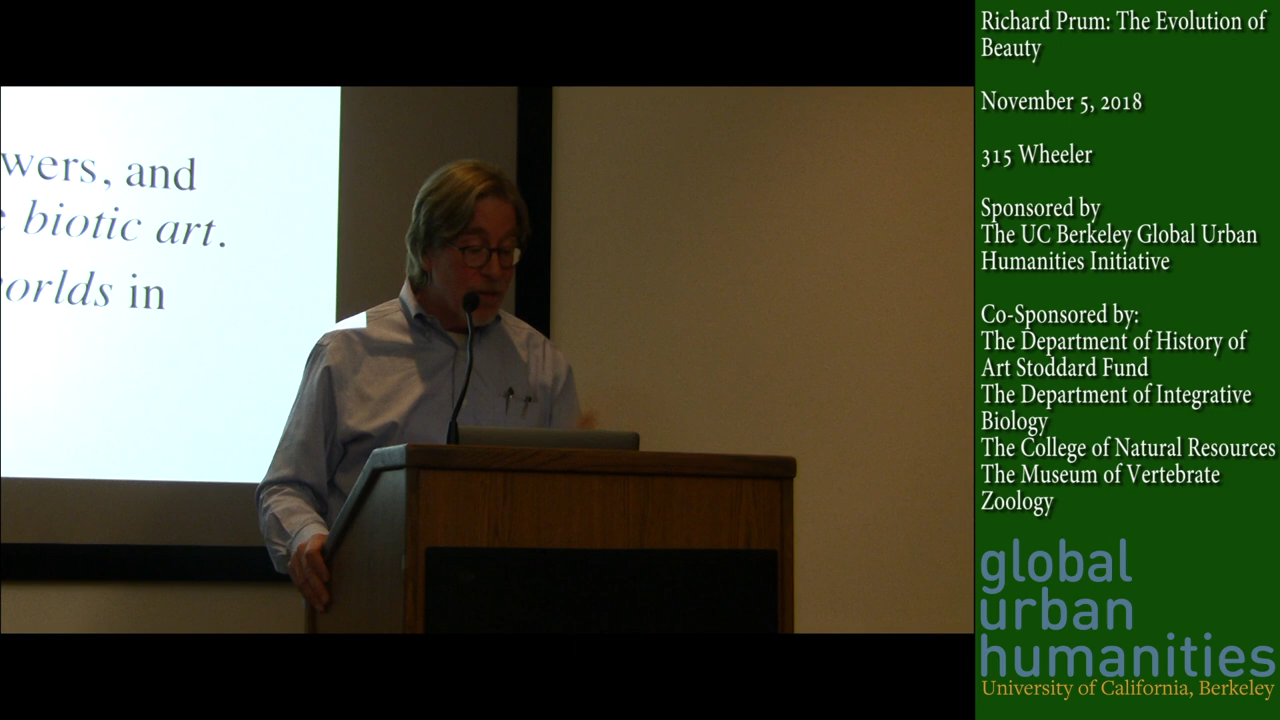 wers, and
biotic art.
orlds in
Richard Prum: The Evolution of
Beauty
November 5, 2018
315 Wheeler
Sponsored by
The UC Berkeley Global Urban
Humanities Initiative
Co-Sponsored by:
The Department of History of
Art Stoddard Fund
The Department of Integrative
Biology
The College of Natural Resources
The Museum of Vertebrate
Zoology
global
urban
humanities
University of California, Berkeley